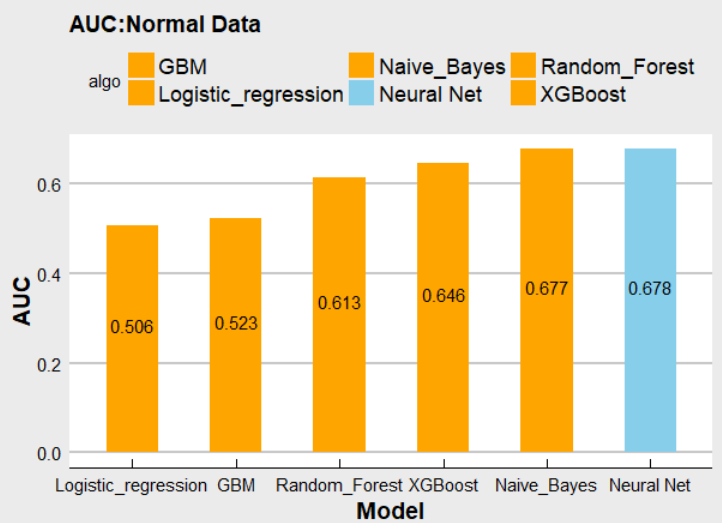 AUC:Normal Data
algo
GBM Naive_Bayes Random_Forest
Logistic_regression Neural Net XGBoost
AUC
0.6
0.4
0.2
0.0
0.506 0.523 0.613 0.646 0.677 0.678
Logistic_regression GBM Random_Forest XGBoost Naive_Bayes Neural Net
Model